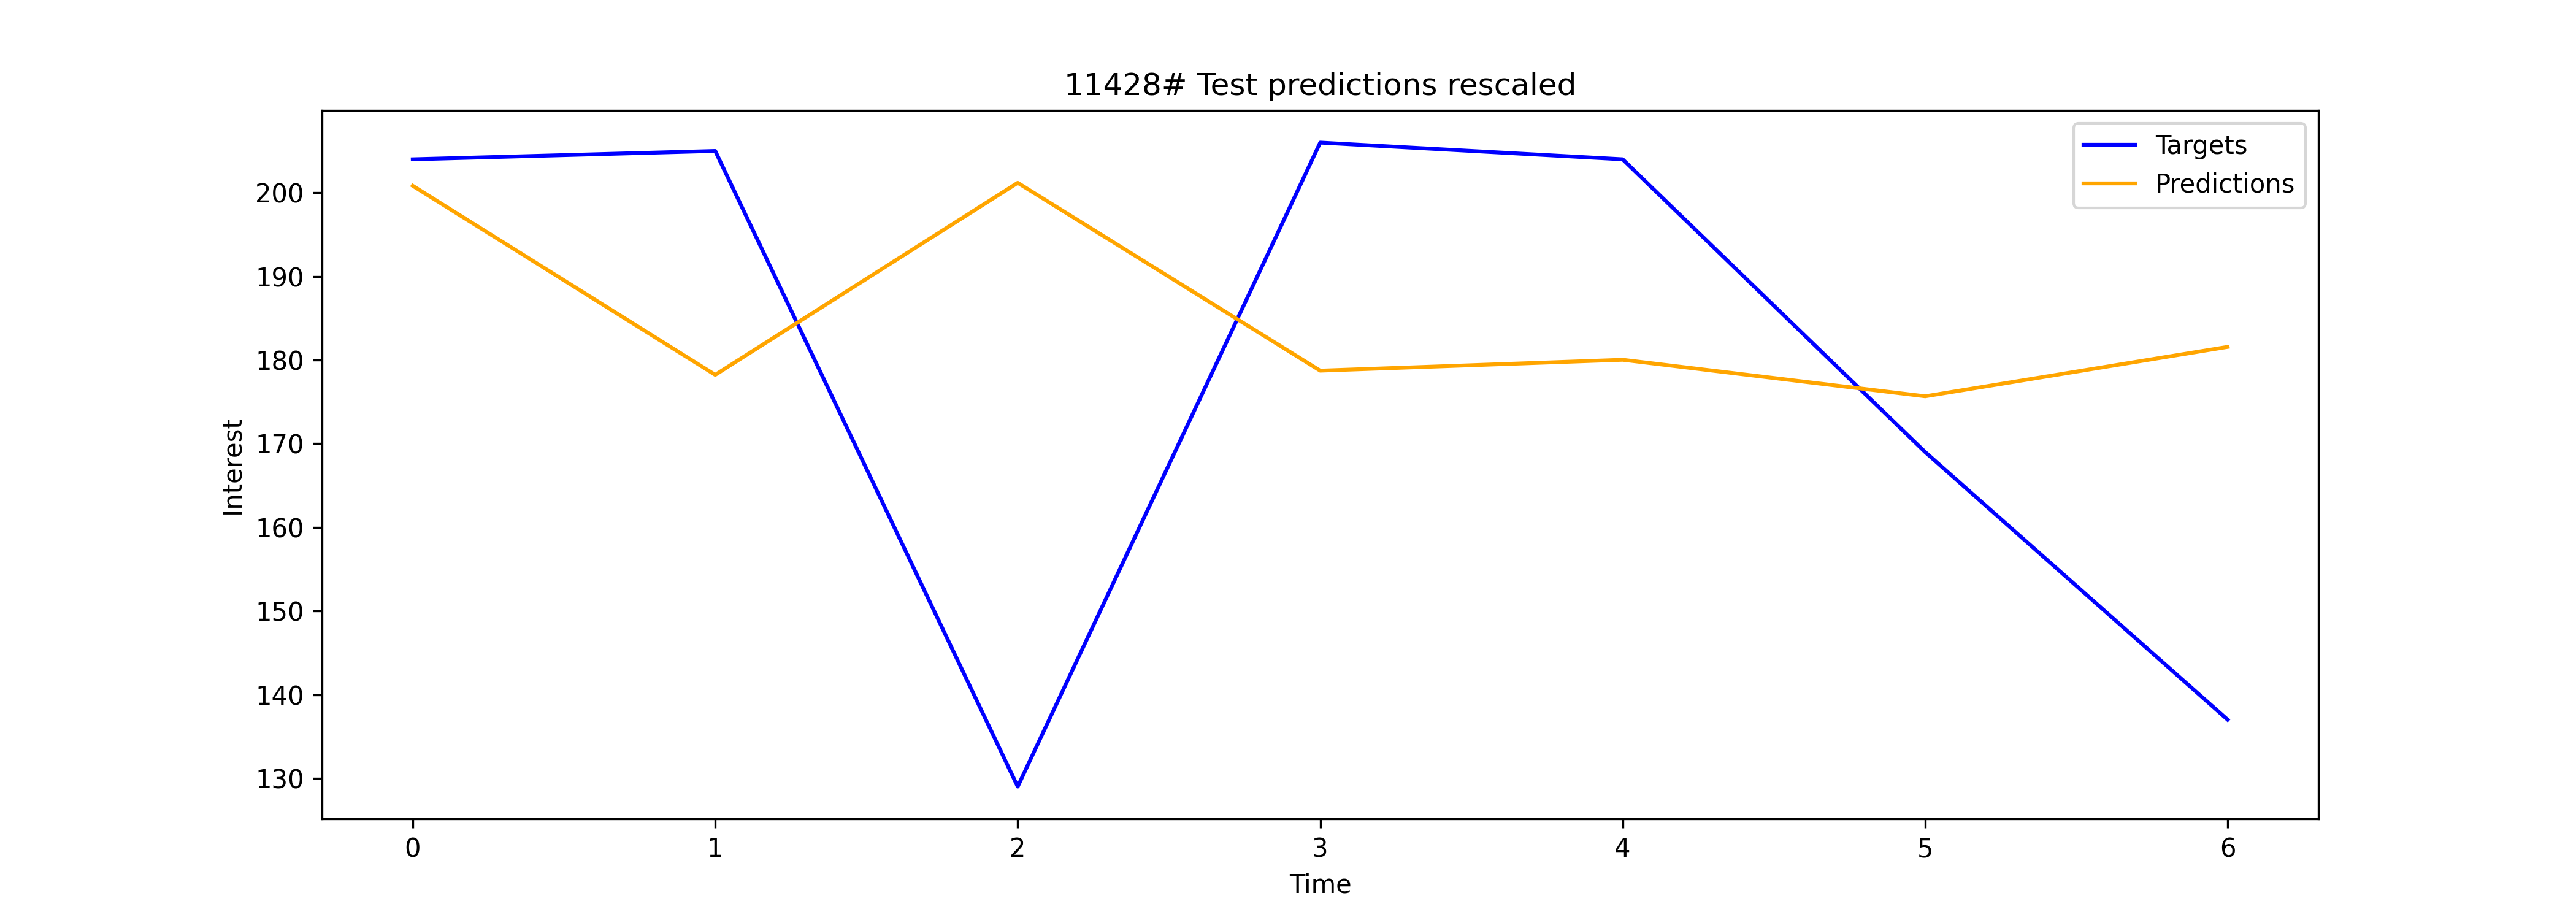 11428# Test predictions rescaled
Targets
Predictions
Interest
200
190
180
170
160
150
140
130
0 1 2 3 4 5 6
Time